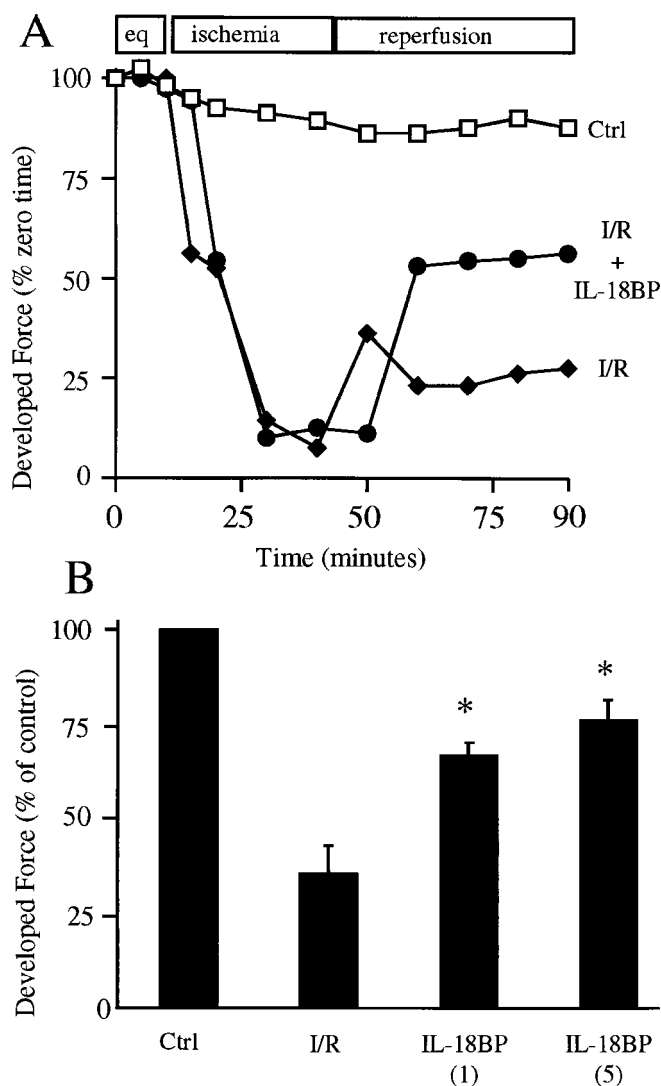 A
eq ischemia reperfusion
100
75
50
25
0
Developed Force (% zero time)
Ctrl
I/R
+
IL-18BP
I/R
0 25 50 75 90
Time (minutes)
B
100
75
50
25
0
Developed Force (% of control)
* *
Ctrl I/R IL-18BP IL-18BP
(1) (5)